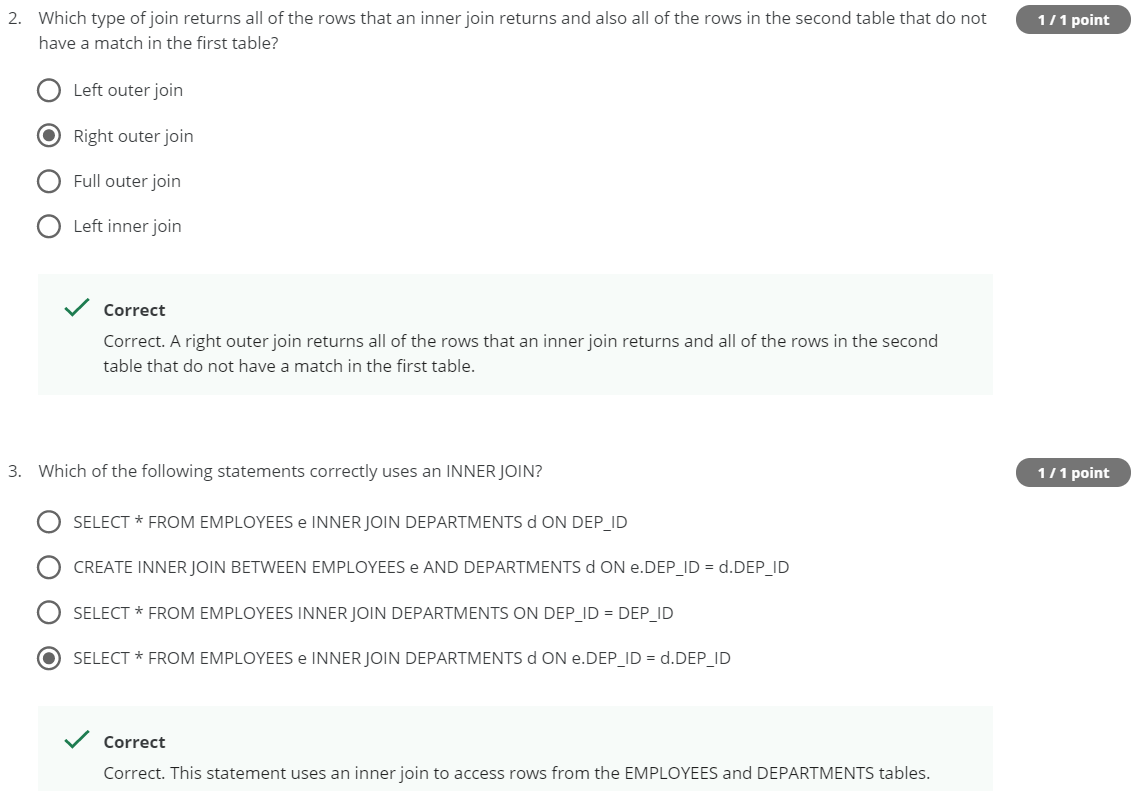 2. Which type of join returns all of the rows that an inner join returns and also all of the rows in the second table that do not
1 / 1 point
have a match in the first table?
Left outer join
Right outer join
Full outer join
Left inner join
Correct
Correct. A right outer join returns all of the rows that an inner join returns and all of the rows in the second
table that do not have a match in the first table.
3. Which of the following statements correctly uses an INNER JOIN?
1 / 1 point
SELECT * FROM EMPLOYEES e INNER JOIN DEPARTMENTS d ON DEP_ID
CREATE INNER JOIN BETWEEN EMPLOYEES e AND DEPARTMENTS d ON e.DEP_ID = d.DEP_ID
SELECT * FROM EMPLOYEES INNER JOIN DEPARTMENTS ON DEP_ID = DEP_ID
SELECT * FROM EMPLOYEES e INNER JOIN DEPARTMENTS d ON e.DEP_ID = d.DEP_ID
Correct
Correct. This statement uses an inner join to access rows from the EMPLOYEES and DEPARTMENTS tables.